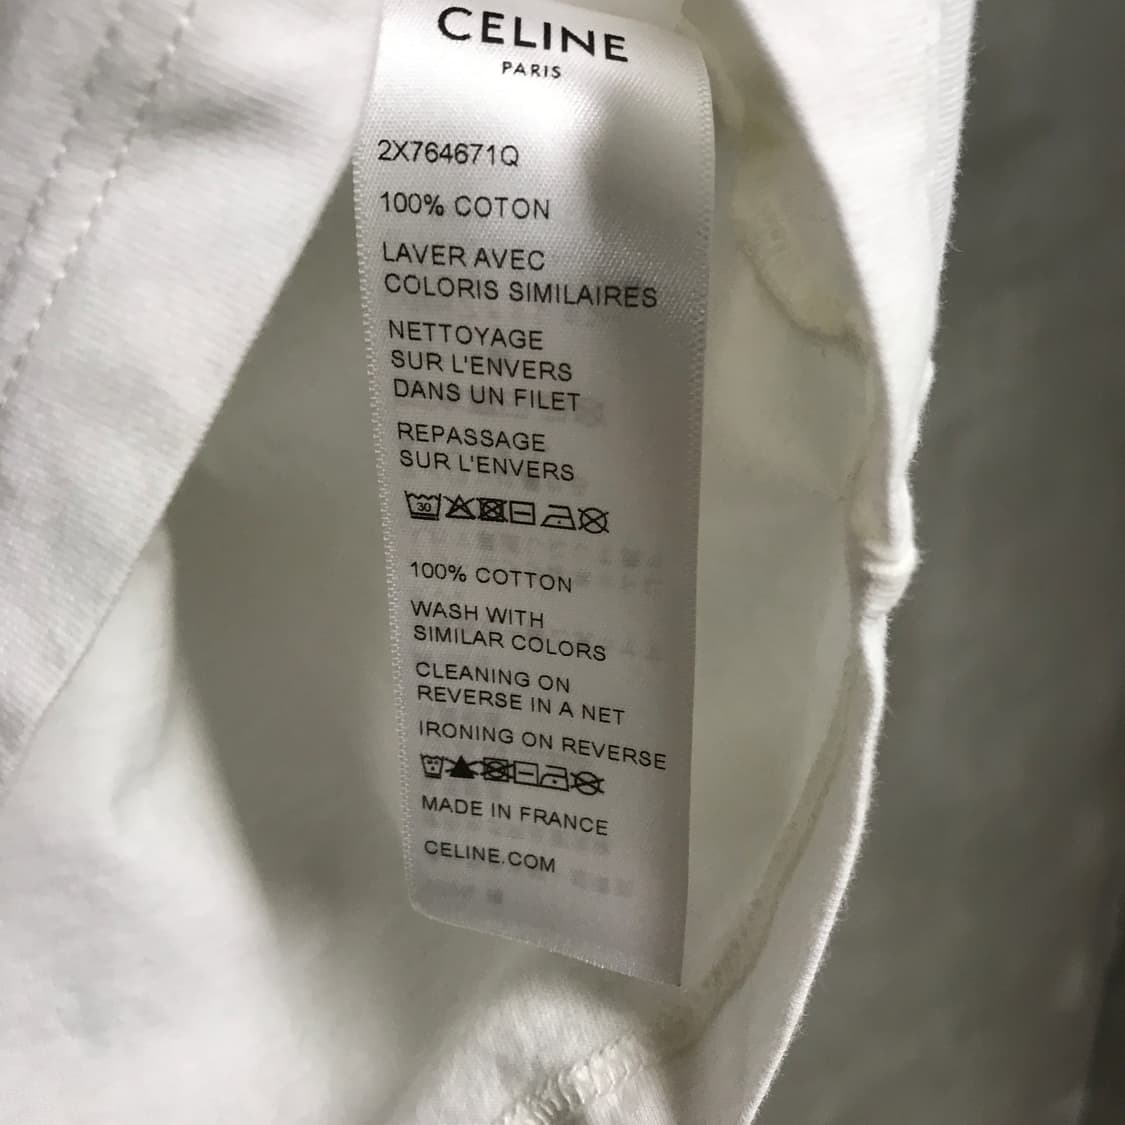 CELINE
PARIS
2X764671Q
100% COTON
LAVER AVEC
COLORIS SIMILAIRES
NETTOYAGE
SUR L'ENVERS
DANS UN FILET
REPASSAGE
SUR L'ENVERS
30
100% COTTON
WASH WITH
SIMILAR COLORS
CLEANING ON
REVERSE IN A NET
IRONING ON REVERSE
MADE IN FRANCE
CELINE.COM